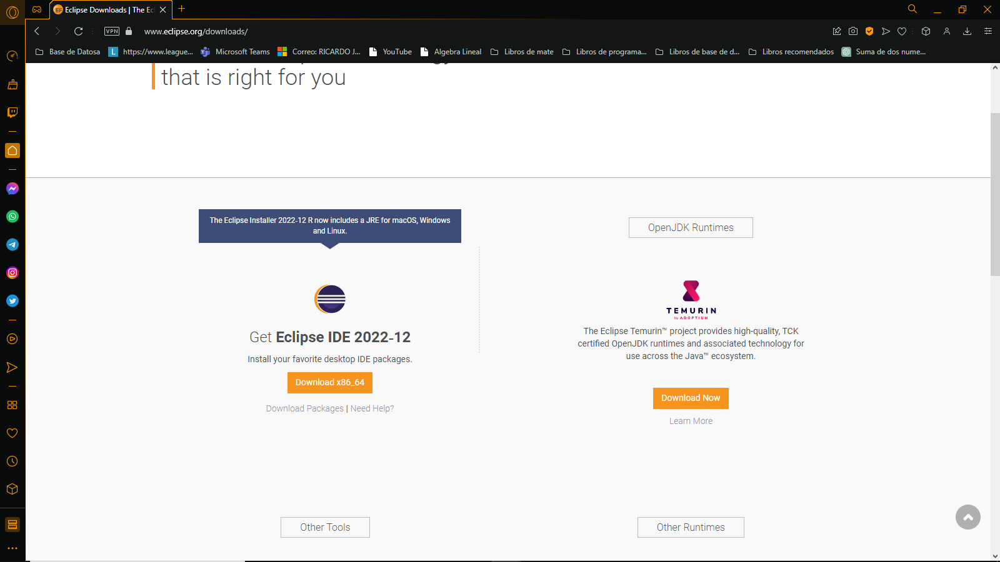 Eclipse Downloads | The Ecl
VPN
www.eclipse.org/downloads/
Base de Datosa
L
https://www.league...
Microsoft Teams
Correo: RICARDO J...
YouTube
Algebra Lineal
Libros de mate
Libros de programa...
Libros de base de d...
Libros recomendados
Suma de dos nume...
that is right for you
The Eclipse Installer 2022-12 R now includes a JRE for macOS, Windows
and Linux.
Get Eclipse IDE 2022-12
Install your favorite desktop IDE packages.
Download x86_64
Download Packages | Need Help?
OpenJDK Runtimes
TEMURIN
by ADOPTIUM
The Eclipse Temurin™ project provides high-quality, TCK
certified OpenJDK runtimes and associated technology for
use across the Java™ ecosystem.
Download Now
Learn More
Other Tools
Other Runtimes